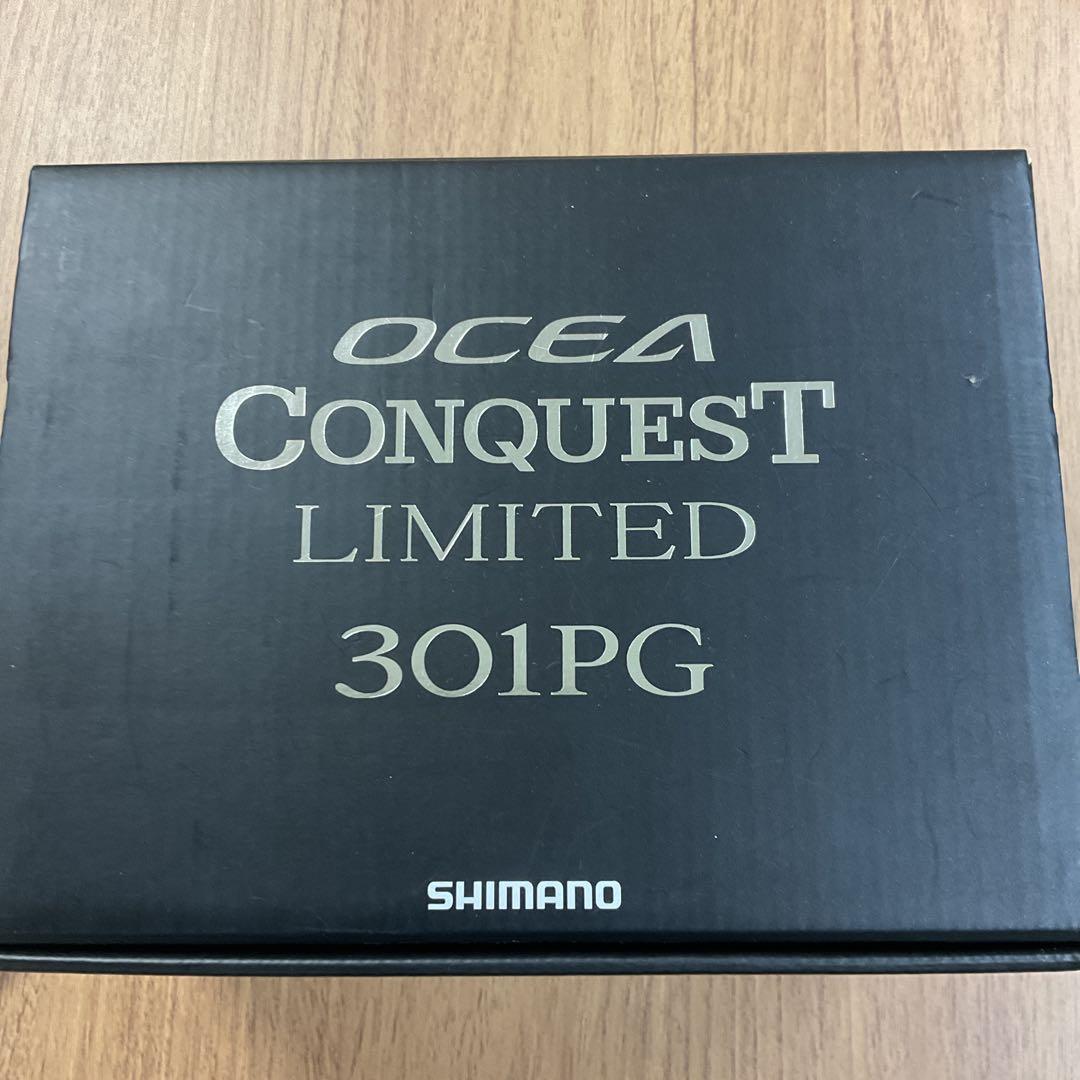 OCEA
CONQUEST
LIMITED
301PG
SHIMANO